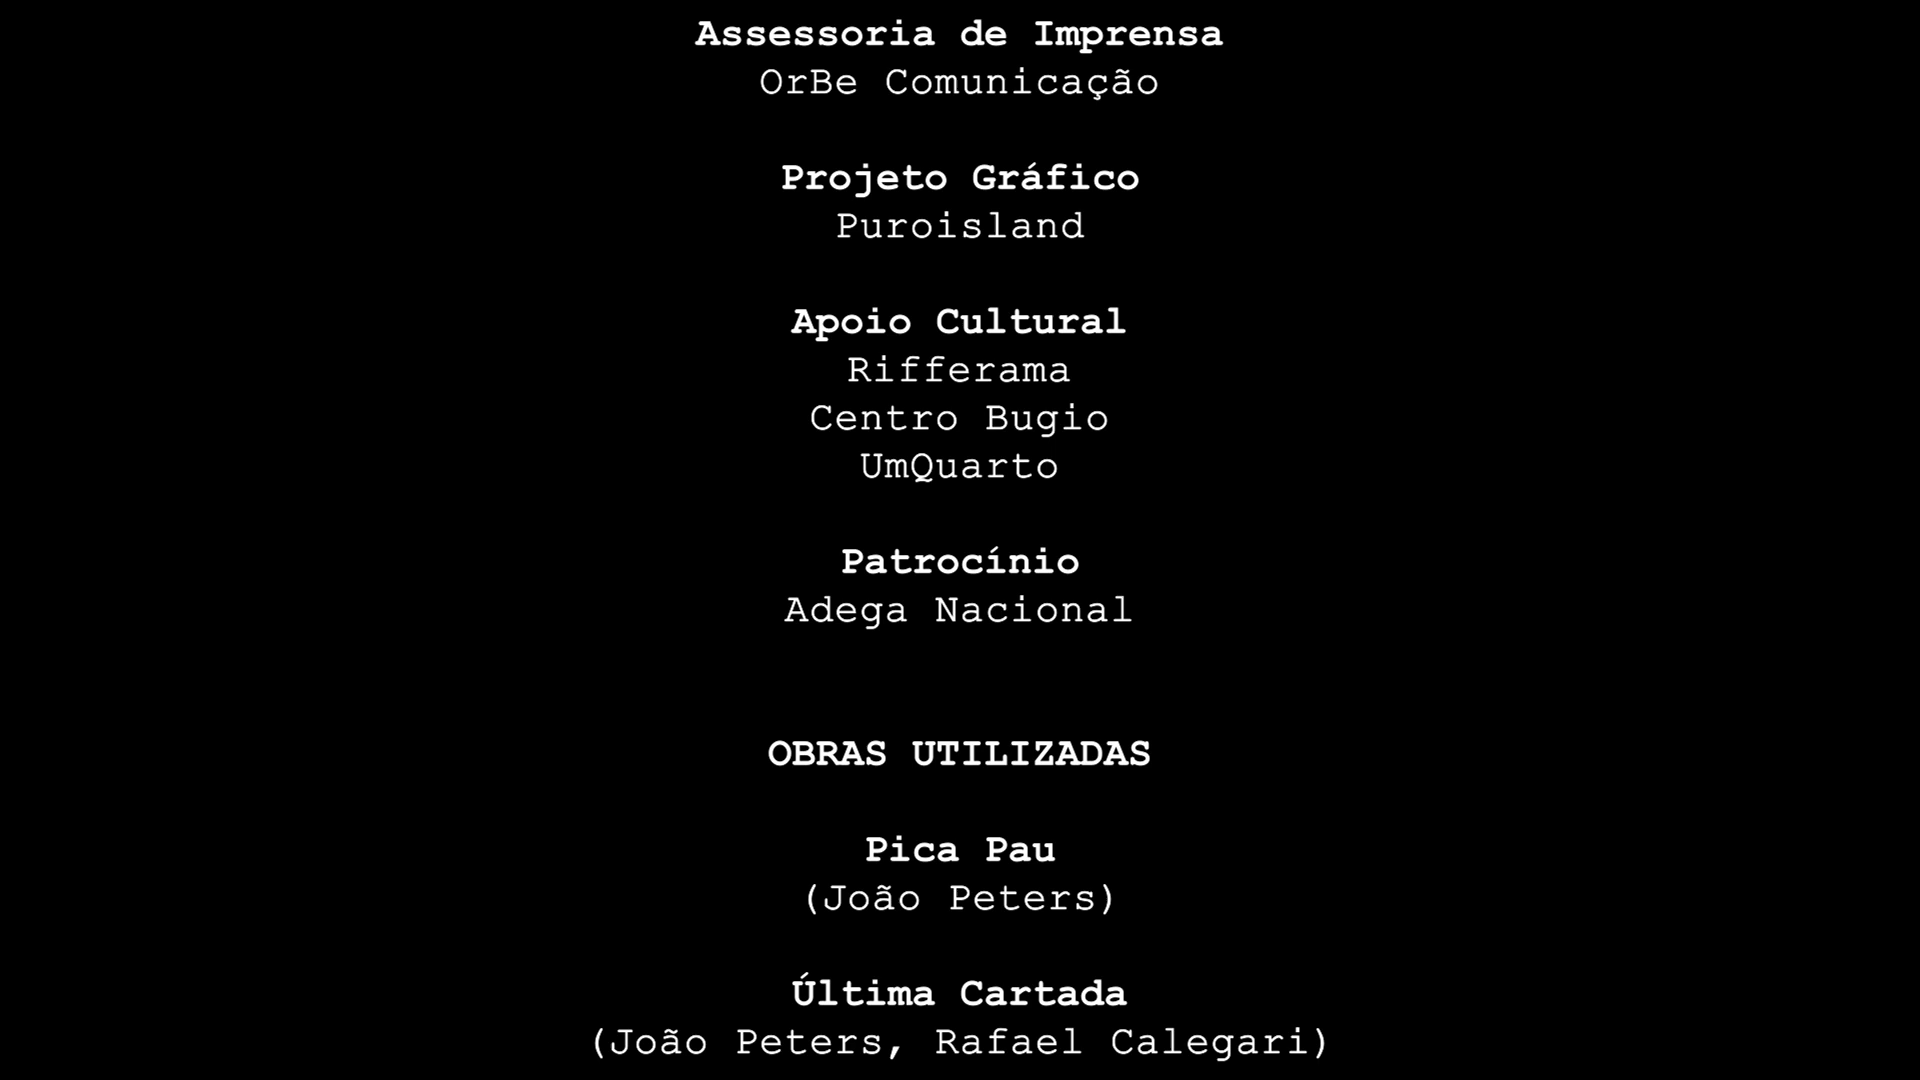 Assessoria de Imprensa
OrBe Comunicação
Projeto Gráfico
Puroisland
Apoio Cultural
Rifferama
Centro Bugio
UmQuarto
Patrocínio
Adega Nacional
OBRAS UTILIZADAS
Pica Pau
(João Peters)
Última Cartada
(João Peters, Rafael Calegari)